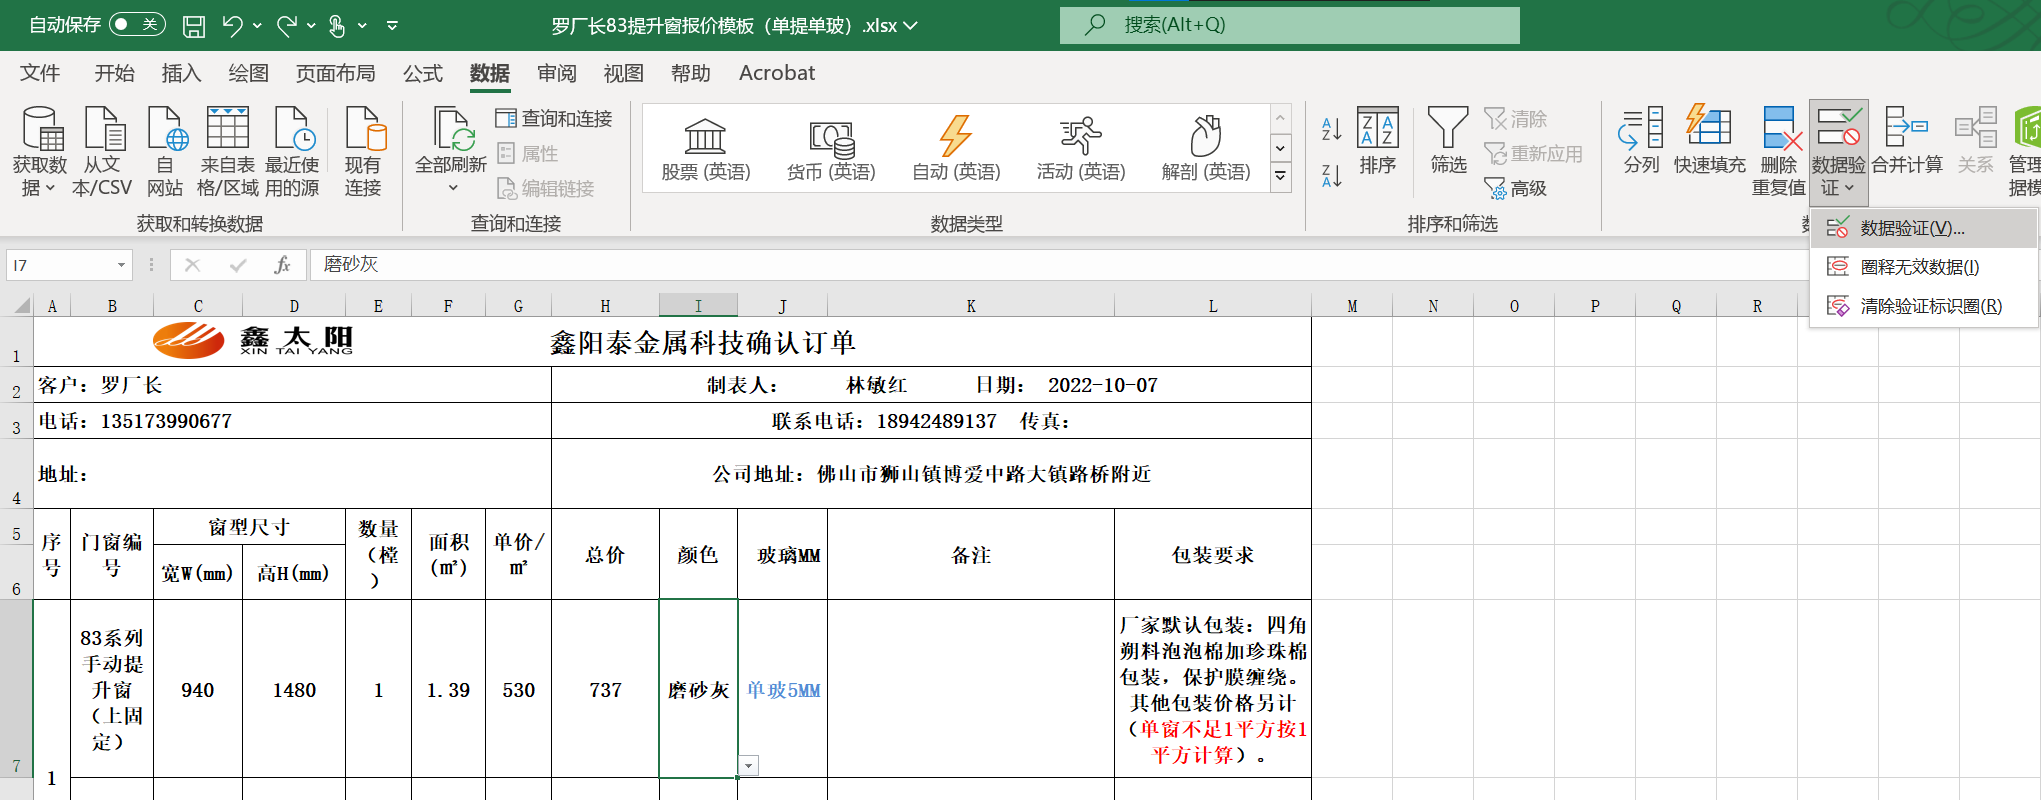 自动保存 关 罗厂长83提升窗报价模板（单提单玻）.xlsx 搜索(Alt+Q)
文件 开始 插入 绘图 页面布局 公式 数据 审阅 视图 帮助 Acrobat
获取数据 从文本/CSV 自网站 来自表格/区域 最近使用的源 现有连接
获取和转换数据
全部刷新 查询和连接 属性 编辑链接
查询和连接
股票 (英语) 货币 (英语) 自动 (英语) 活动 (英语) 解剖 (英语)
数据类型
排序 筛选 清除 重新应用 高级
排序和筛选
分列 快速填充 删除重复值 数据验证 合并计算 关系 管理
数据验证(V)...
圈释无效数据(I)
清除验证标识圈(R)
I7 fx 磨砂灰
A B C D E F G H I J K L M N O P Q R
1 鑫太阳 XIN TAI YANG 鑫阳泰金属科技确认订单
2 客户：罗厂长 制表人： 林敏红 日期： 2022-10-07
3 电话：135173990677 联系电话：18942489137 传真：
4 地址： 公司地址：佛山市狮山镇博爱中路大镇路桥附近
5 序号 门窗编号 窗型尺寸 数量（樘） 面积(㎡) 单价/㎡ 总价 颜色 玻璃MM 备注 包装要求
6 宽W(mm) 高H(mm)
7 1 83系列手动提升窗（上固定） 940 1480 1 1.39 530 737 磨砂灰 单玻5MM
厂家默认包装：四角
朔料泡泡棉加珍珠棉
包装，保护膜缠绕。
其他包装价格另计
（单窗不足1平方按1
平方计算）。